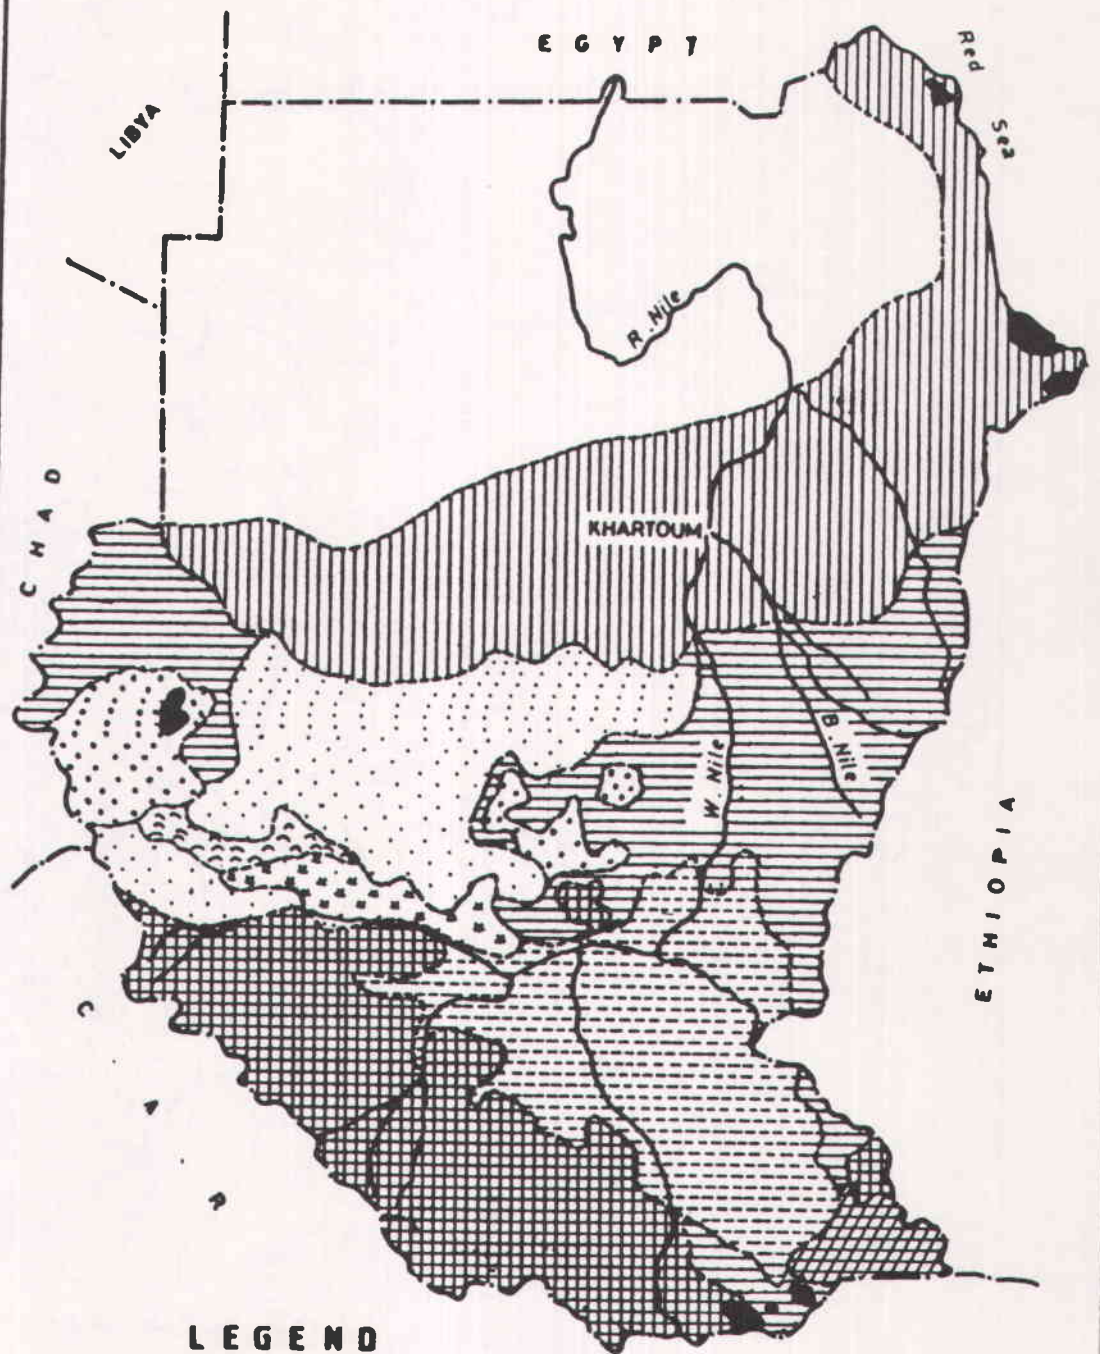 EGYPT
Red
Sea
LIBYA
R. Nile
CHAD
KHARTOUM
B Nile
W. Nile
ETHIOPIA
C A R
LEGEND